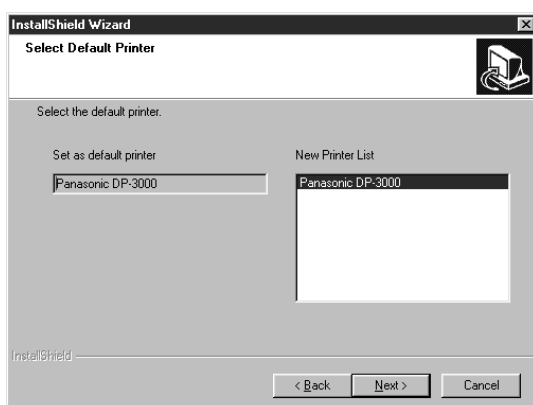 InstallShield Wizard
Select Default Printer
Select the default printer.
Set as default printer
New Printer List
Panasonic DP-3000
Panasonic DP-3000
InstallShield
< Back
Next >
Cancel